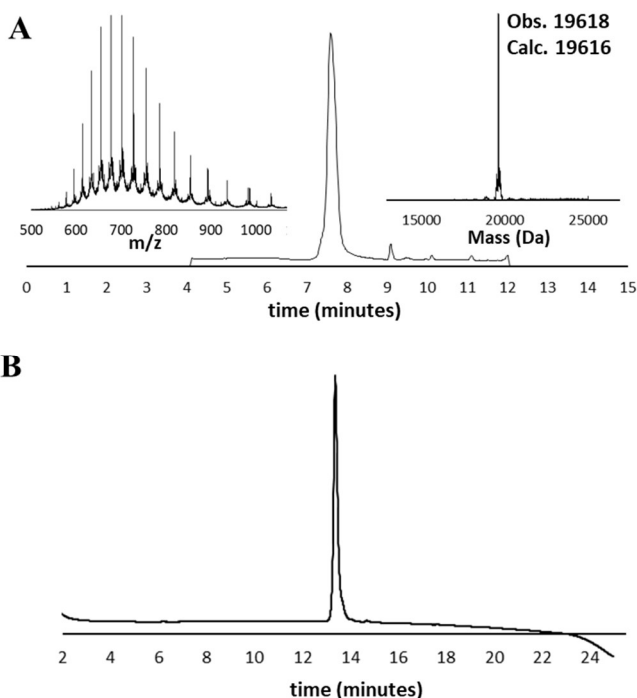 A
Obs. 19618
Calc. 19616
500 600 700 800 900 1000
m/z
15000 20000 25000
Mass (Da)
0 1 2 3 4 5 6 7 8 9 10 11 12 13 14 15
time (minutes)
B
2 4 6 8 10 12 14 16 18 20 22 24
time (minutes)